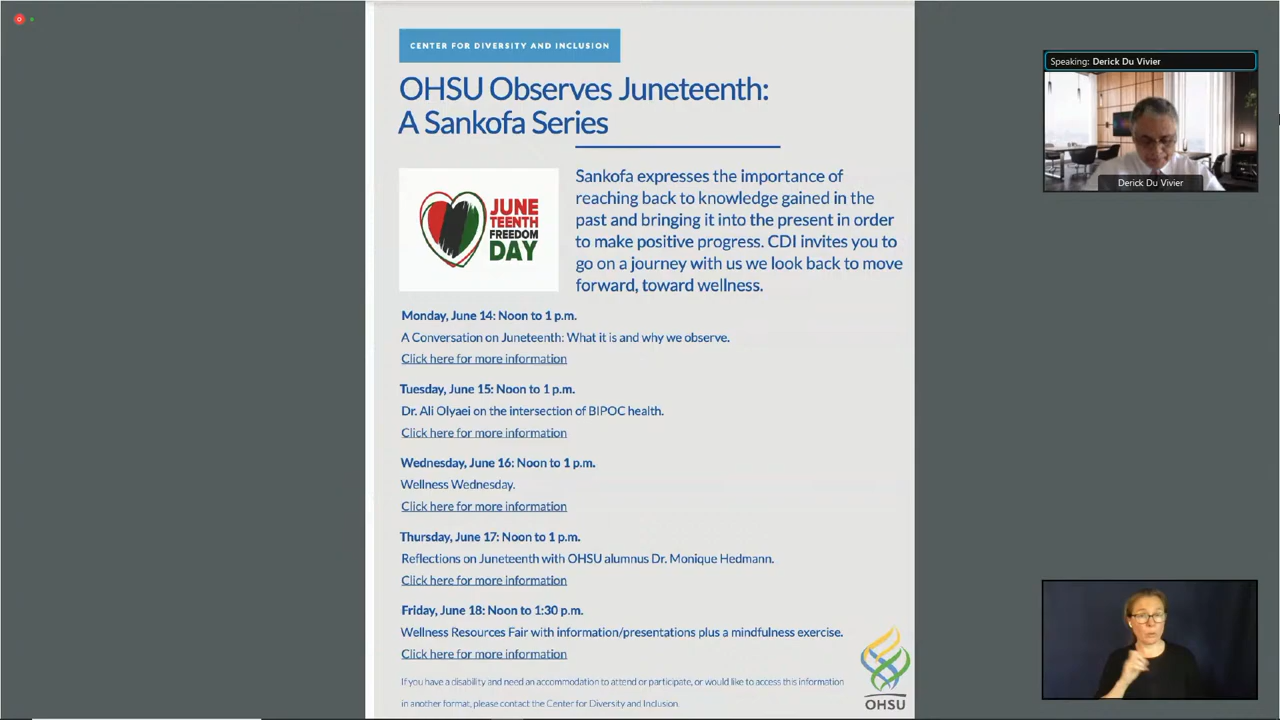 CENTER FOR DIVERSITY AND INCLUSION
OHSU Observes Juneteenth:
A Sankofa Series
JUNE
TEENTH
FREEDOM
DAY
Sankofa expresses the importance of
reaching back to knowledge gained in the
past and bringing it into the present in order
to make positive progress. CDI invites you to
go on a journey with us we look back to move
forward, toward wellness.
Monday, June 14: Noon to 1 p.m.
A Conversation on Juneteenth: What it is and why we observe.
Click here for more information
Tuesday, June 15: Noon to 1 p.m.
Dr. Ali Olyaei on the intersection of BIPOC health.
Click here for more information
Wednesday, June 16: Noon to 1 p.m.
Wellness Wednesday.
Click here for more information
Thursday, June 17: Noon to 1 p.m.
Reflections on Juneteenth with OHSU alumnus Dr. Monique Hedmann.
Click here for more information
Friday, June 18: Noon to 1:30 p.m.
Wellness Resources Fair with information/presentations plus a mindfulness exercise.
Click here for more information
If you have a disability and need an accommodation to attend or participate, or would like to access this information
in another format, please contact the Center for Diversity and Inclusion.
OHSU
Speaking: Derick Du Vivier
Derick Du Vivier